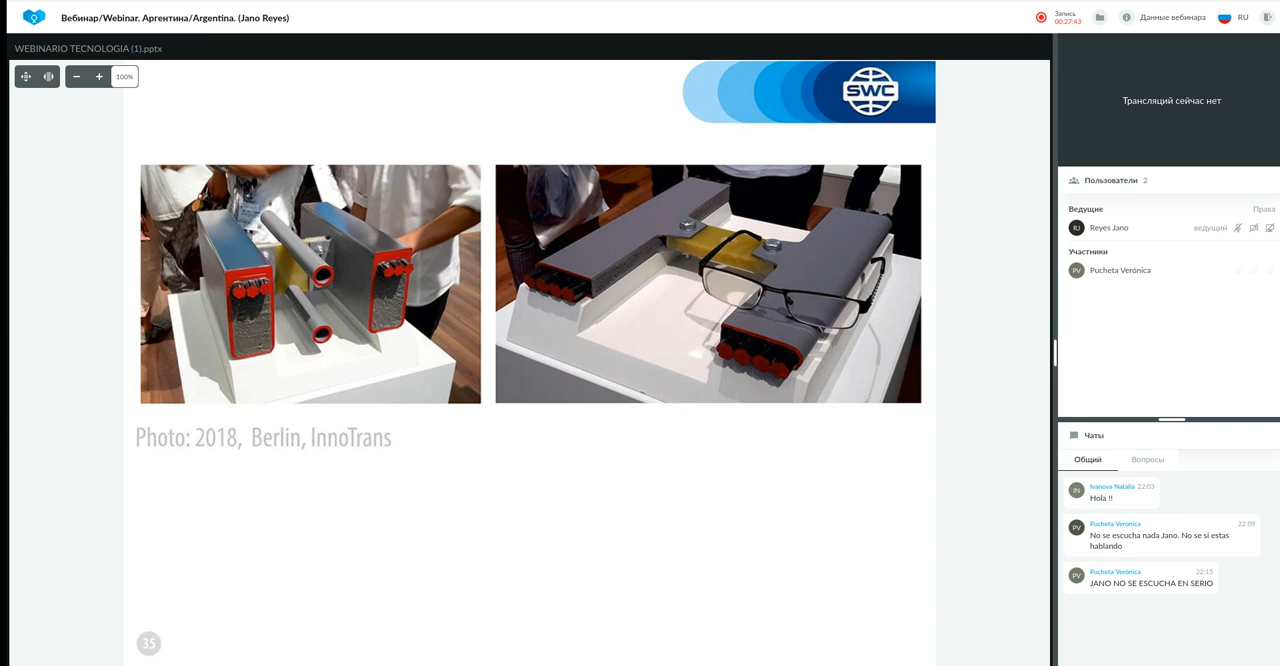 Вебинар/Webinar. Аргентина/Argentina. (Jano Reyes)
Запись
00:27:43
Данные вебинара
RU
WEBINARIO TECNOLOGIA (1).pptx
100%
SWC
Photo: 2018, Berlin, InnoTrans
35
Трансляций сейчас нет
Пользователи 2
Ведущие Права
RJ Reyes Jano ведущий
Участники
PV Pucheta Verónica
Чаты
Общий Вопросы
IN Ivanova Natalia 22:03
Hola !!
PV Pucheta Veronica 22:09
No se escucha nada Jano. No se si estas
hablando
PV Pucheta Verónica 22:15
JANO NO SE ESCUCHA EN SERIO